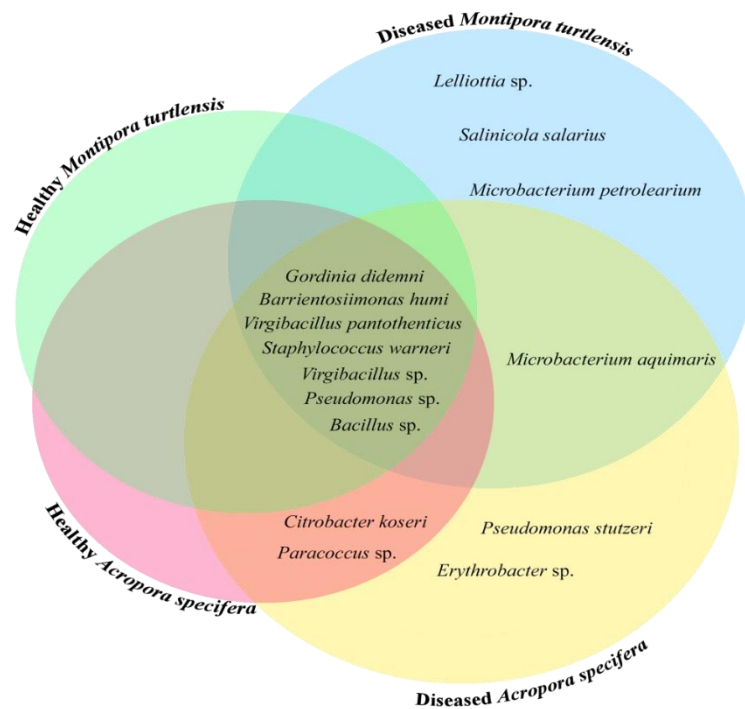 Diseased Montipora turtlensis
Lelliottia sp.
Healthy Montipora turtlensis
Salinicola salarius
Microbacterium petrolearium
Gordinia didemni
Barrientosiimonas humi
Virgibacillus pantothenticus
Staphylococcus warneri
Virgibacillus sp.
Pseudomonas sp.
Bacillus sp.
Microbacterium aquimaris
Citrobacter koseri
Paracoccus sp.
Pseudomonas stutzeri
Erythrobacter sp.
Healthy Acropora specifera
Diseased Acropora specifera